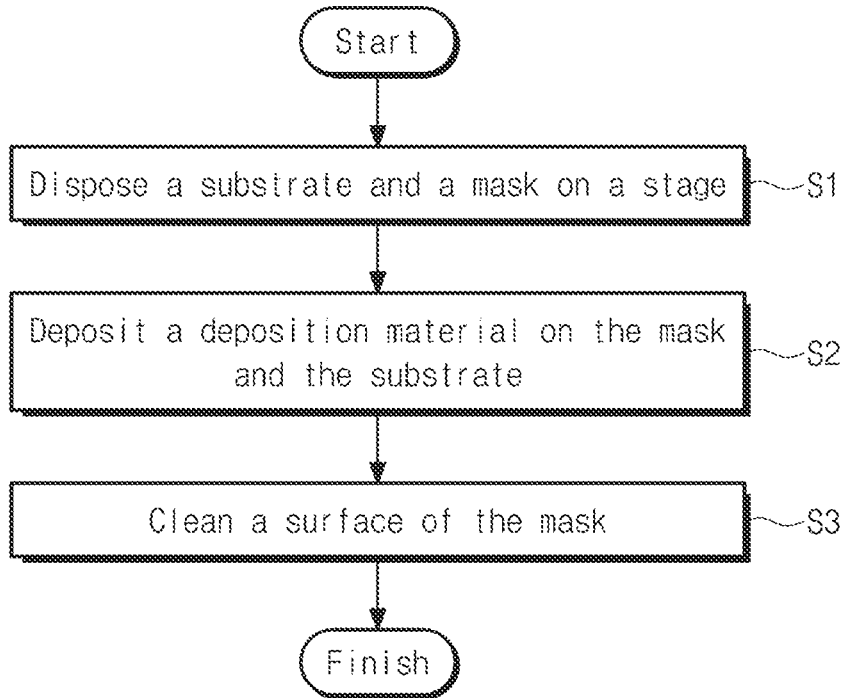 Start
Dispose a substrate and a mask on a stage
S1
Deposit a deposition material on the mask
and the substrate
S2
Clean a surface of the mask
S3
Finish